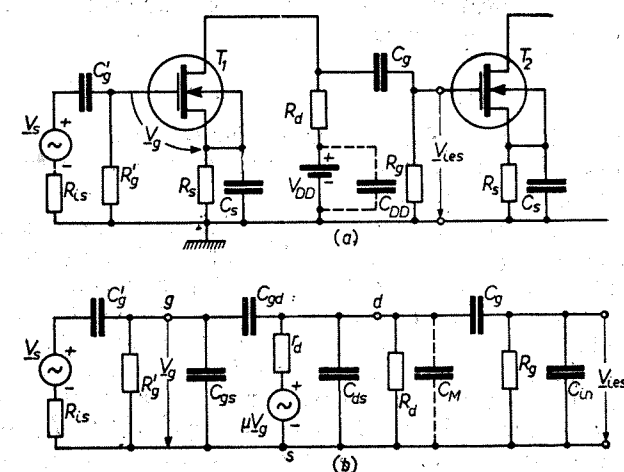 T1
T2
C'g
Cg
Vs
+
-
Vg
Ris
R'g
Rs
Cs
Rd
+
-
VDD
CDD
Rg
Vies
Rs
Cs
(a)
C'g
g
Cgd
d
Cg
Vs
+
-
Ris
R'g
Vg
Cgs
rd
+
-
μVg
Cds
Rd
CM
Rg
Cin
Vies
s
(b)